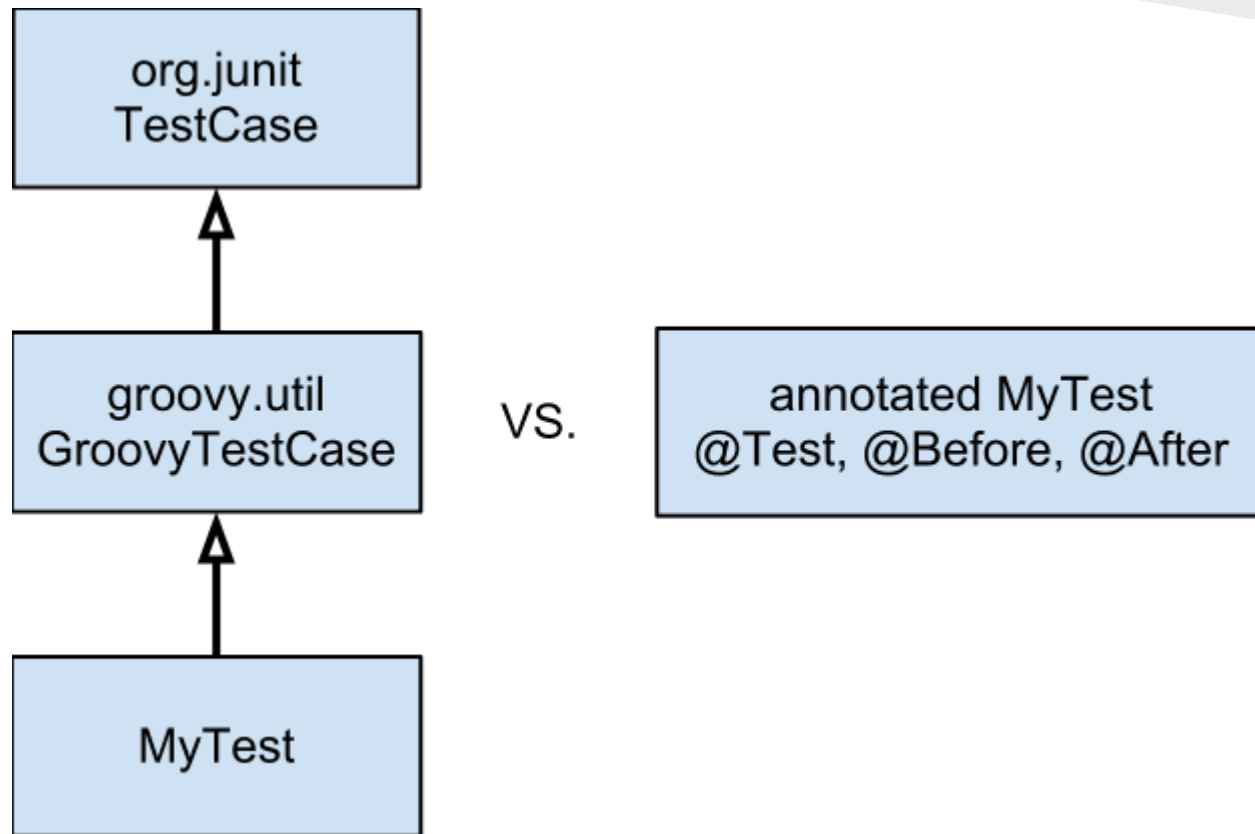 org.junit
TestCase
groovy.util
GroovyTestCase
vs.
annotated MyTest
@Test, @Before, @After
MyTest